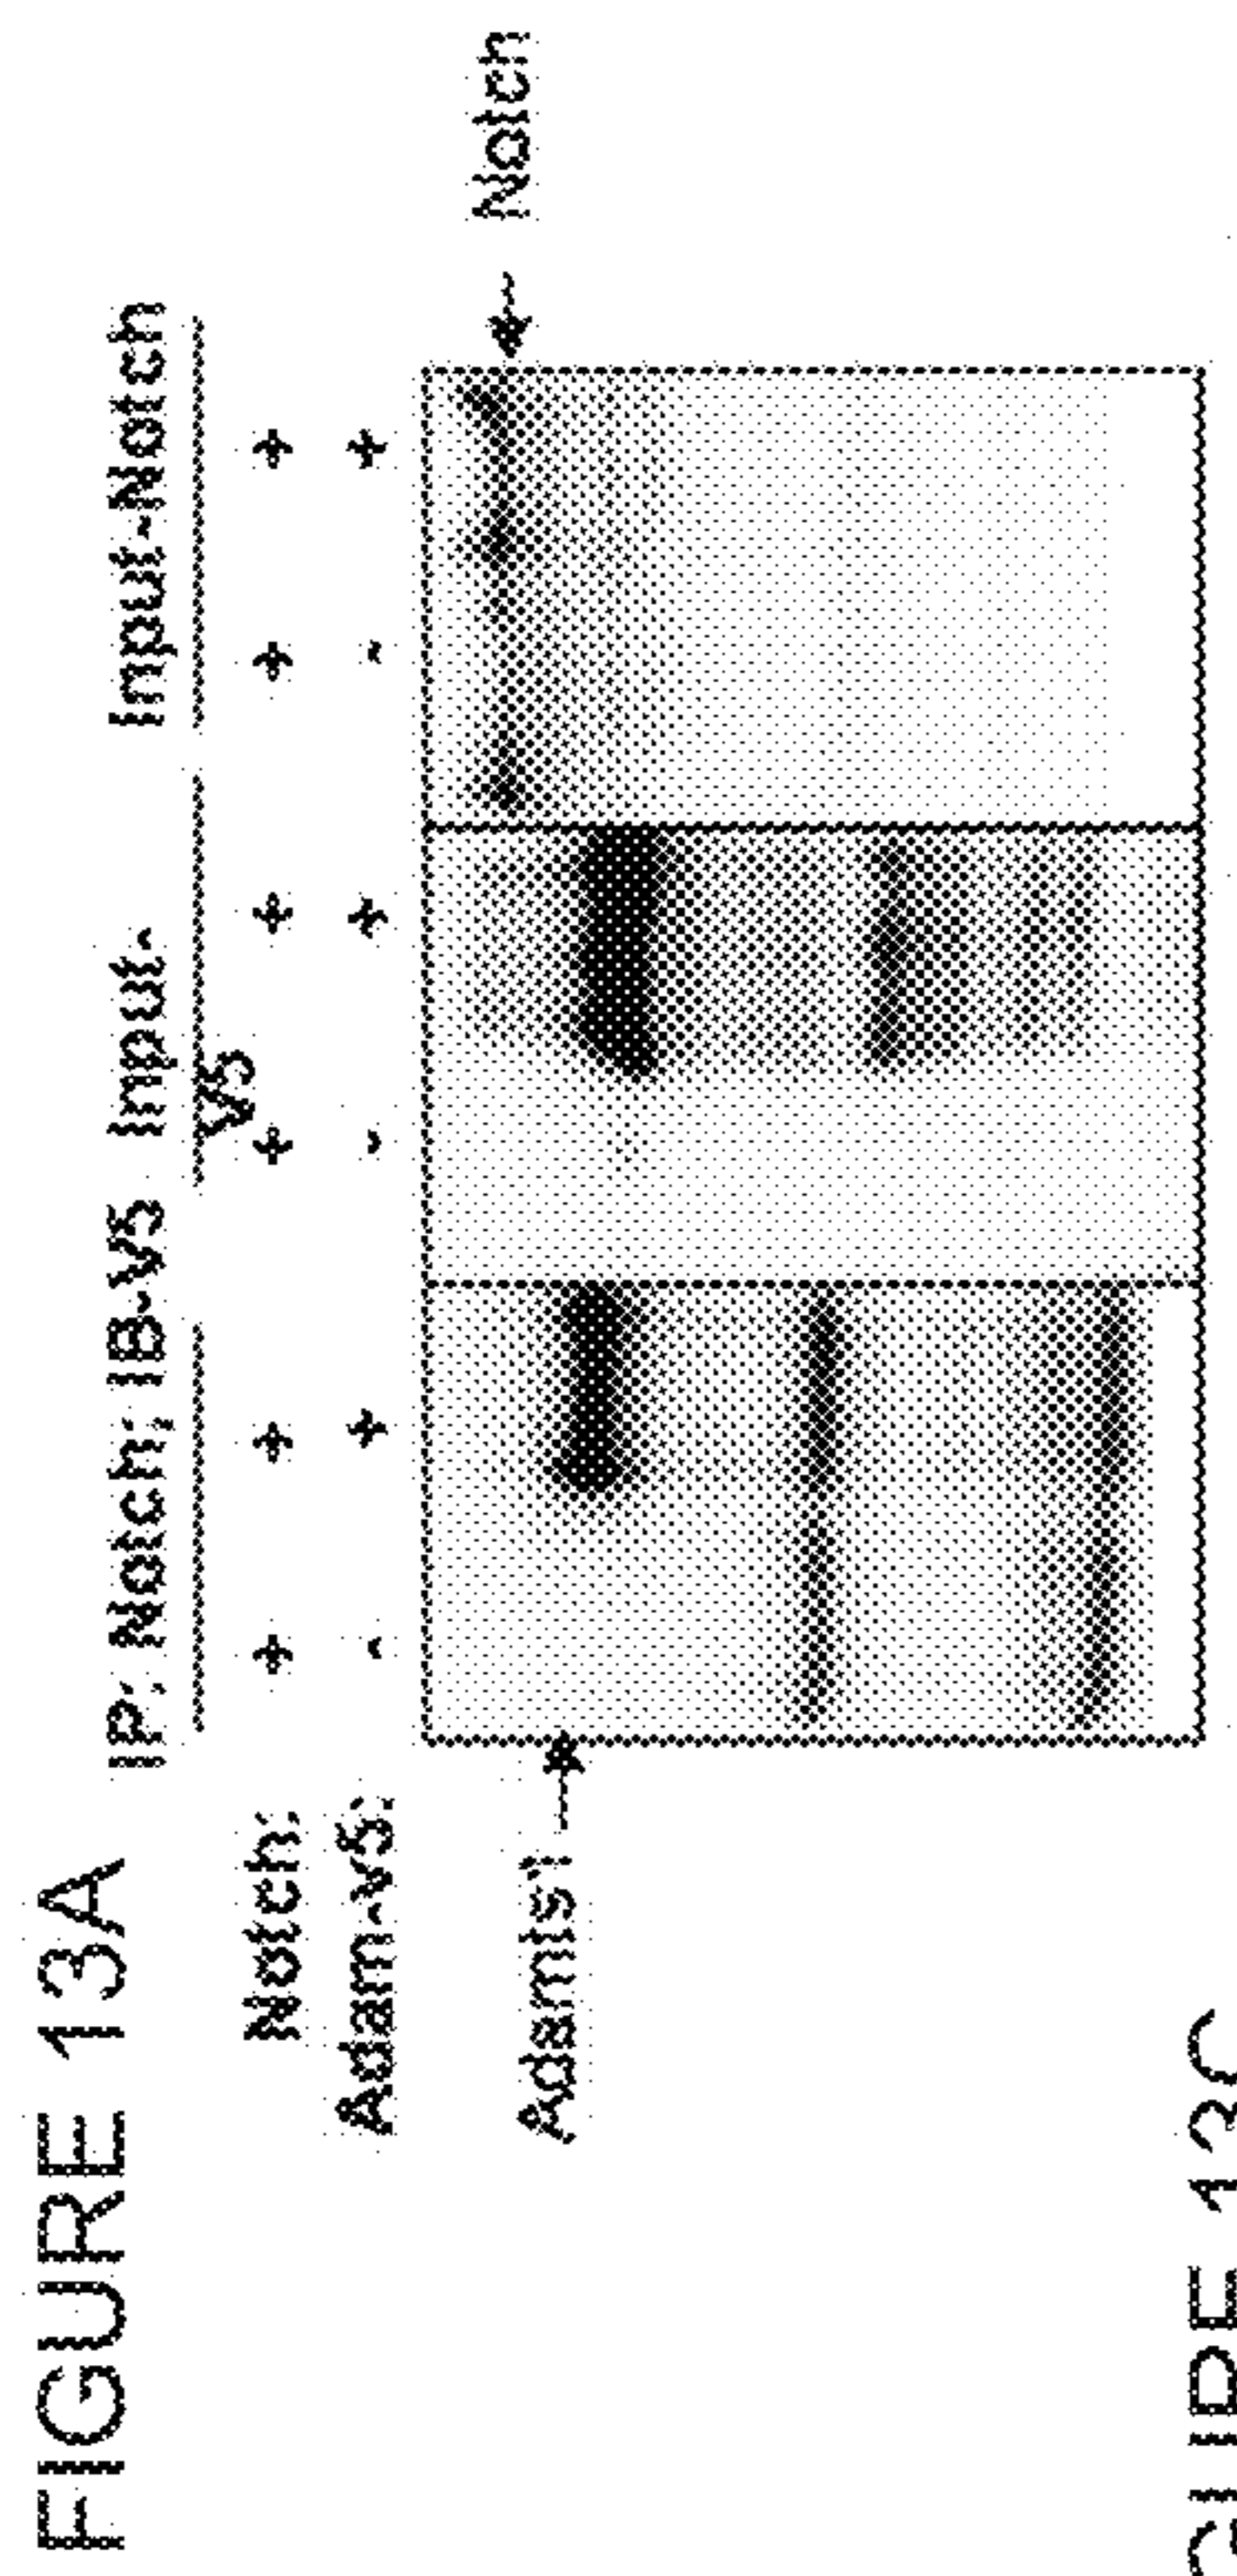 FIGURE 13A
IP: Notch; IB-V5 Input-V5 Input-Notch
Notch: + + + + + +
Adam-v5: - + - + - +
Adamts1
Notch